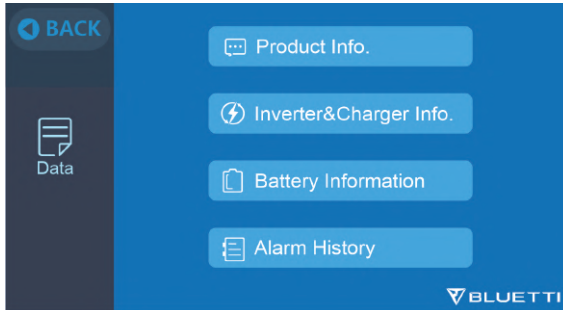 BACK
Data
Product Info.
Inverter&Charger Info.
Battery Information
Alarm History
BLUETTI